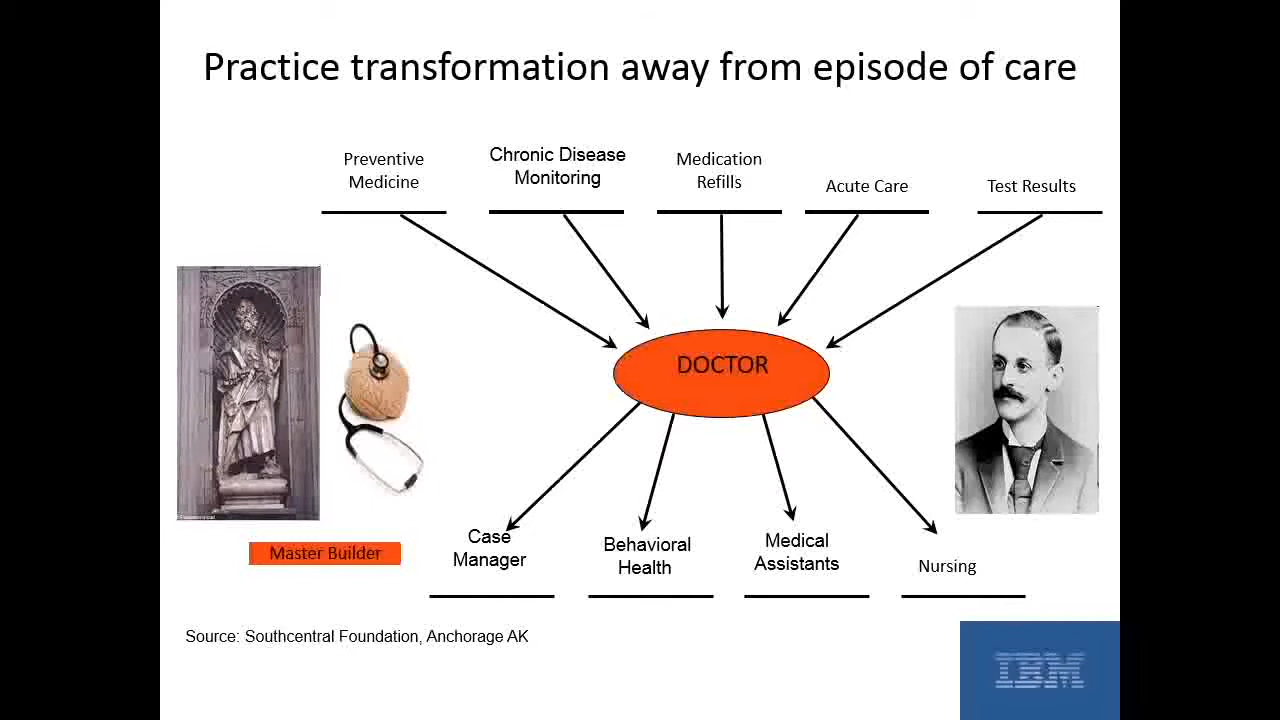 Practice transformation away from episode of care
Preventive
Medicine
Chronic Disease
Monitoring
Medication
Refills
Acute Care
Test Results
DOCTOR
Master Builder
Case
Manager
Behavioral
Health
Medical
Assistants
Nursing
Source: Southcentral Foundation, Anchorage AK
IBM